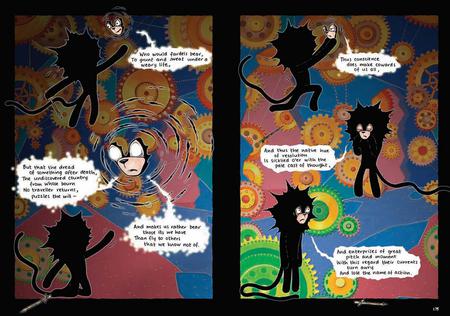 Who would fardels bear,
To grunt and sweat under a
weary life,
But that the dread
of something after death,
The undiscovered country
from whose bourn
No traveller returns,
puzzles the will -
And makes us rather bear
those ills we have
Than fly to others
that we know not of.
Thus conscience
does make cowards
of us all,
And thus the native hue
of resolution
Is sicklied o'er with the
pale cast of thought,
And enterprises of great
pitch and moment
With this regard their currents
turn awry
And lose the name of action.